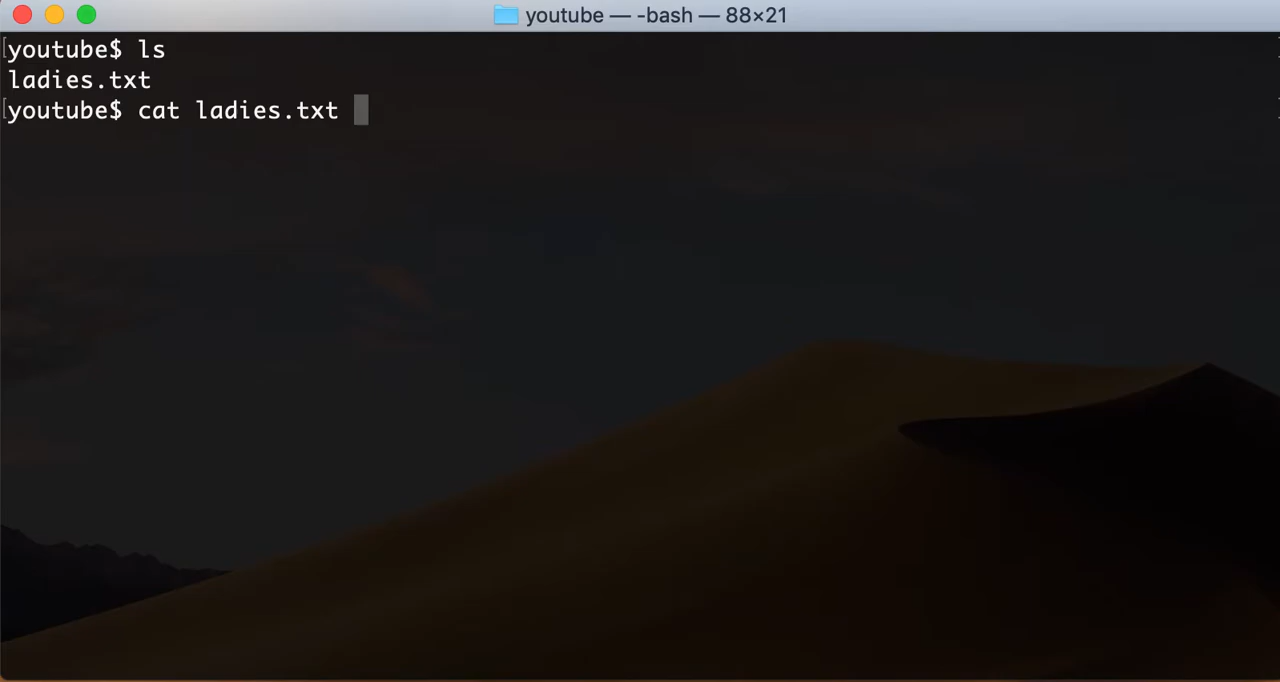 youtube — -bash — 88×21
[youtube$ ls
ladies.txt
[youtube$ cat ladies.txt